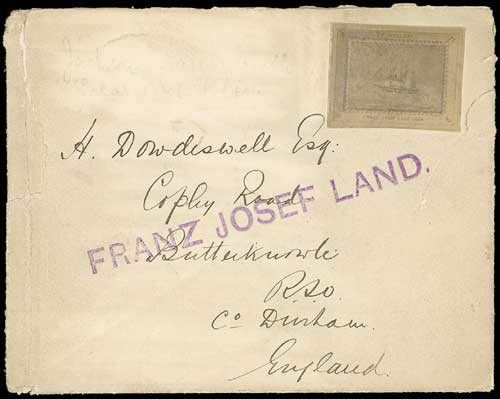 H. Dowdeswell Esq:
Copley Road
FRANZ JOSEF LAND.
Butterknowle
R.S.O.
Co Durham.
England.